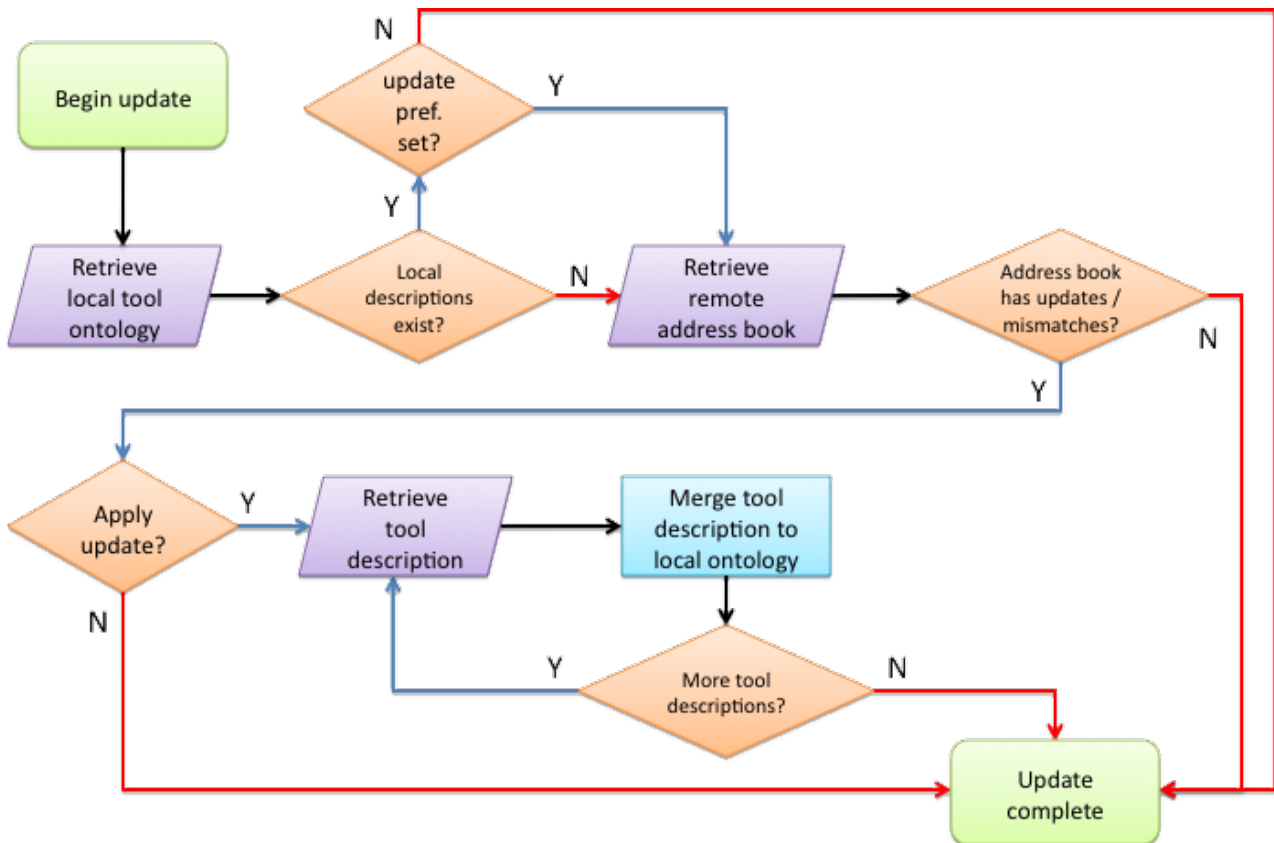 N
Begin update
update
pref.
set?
Y
Y
Retrieve
local tool
ontology
Local
descriptions
exist?
N
Retrieve
remote
address book
Address book
has updates /
mismatches?
N
Y
Apply
update?
Y
Retrieve
tool
description
Merge tool
description to
local ontology
N
Y
More tool
descriptions?
N
Update
complete